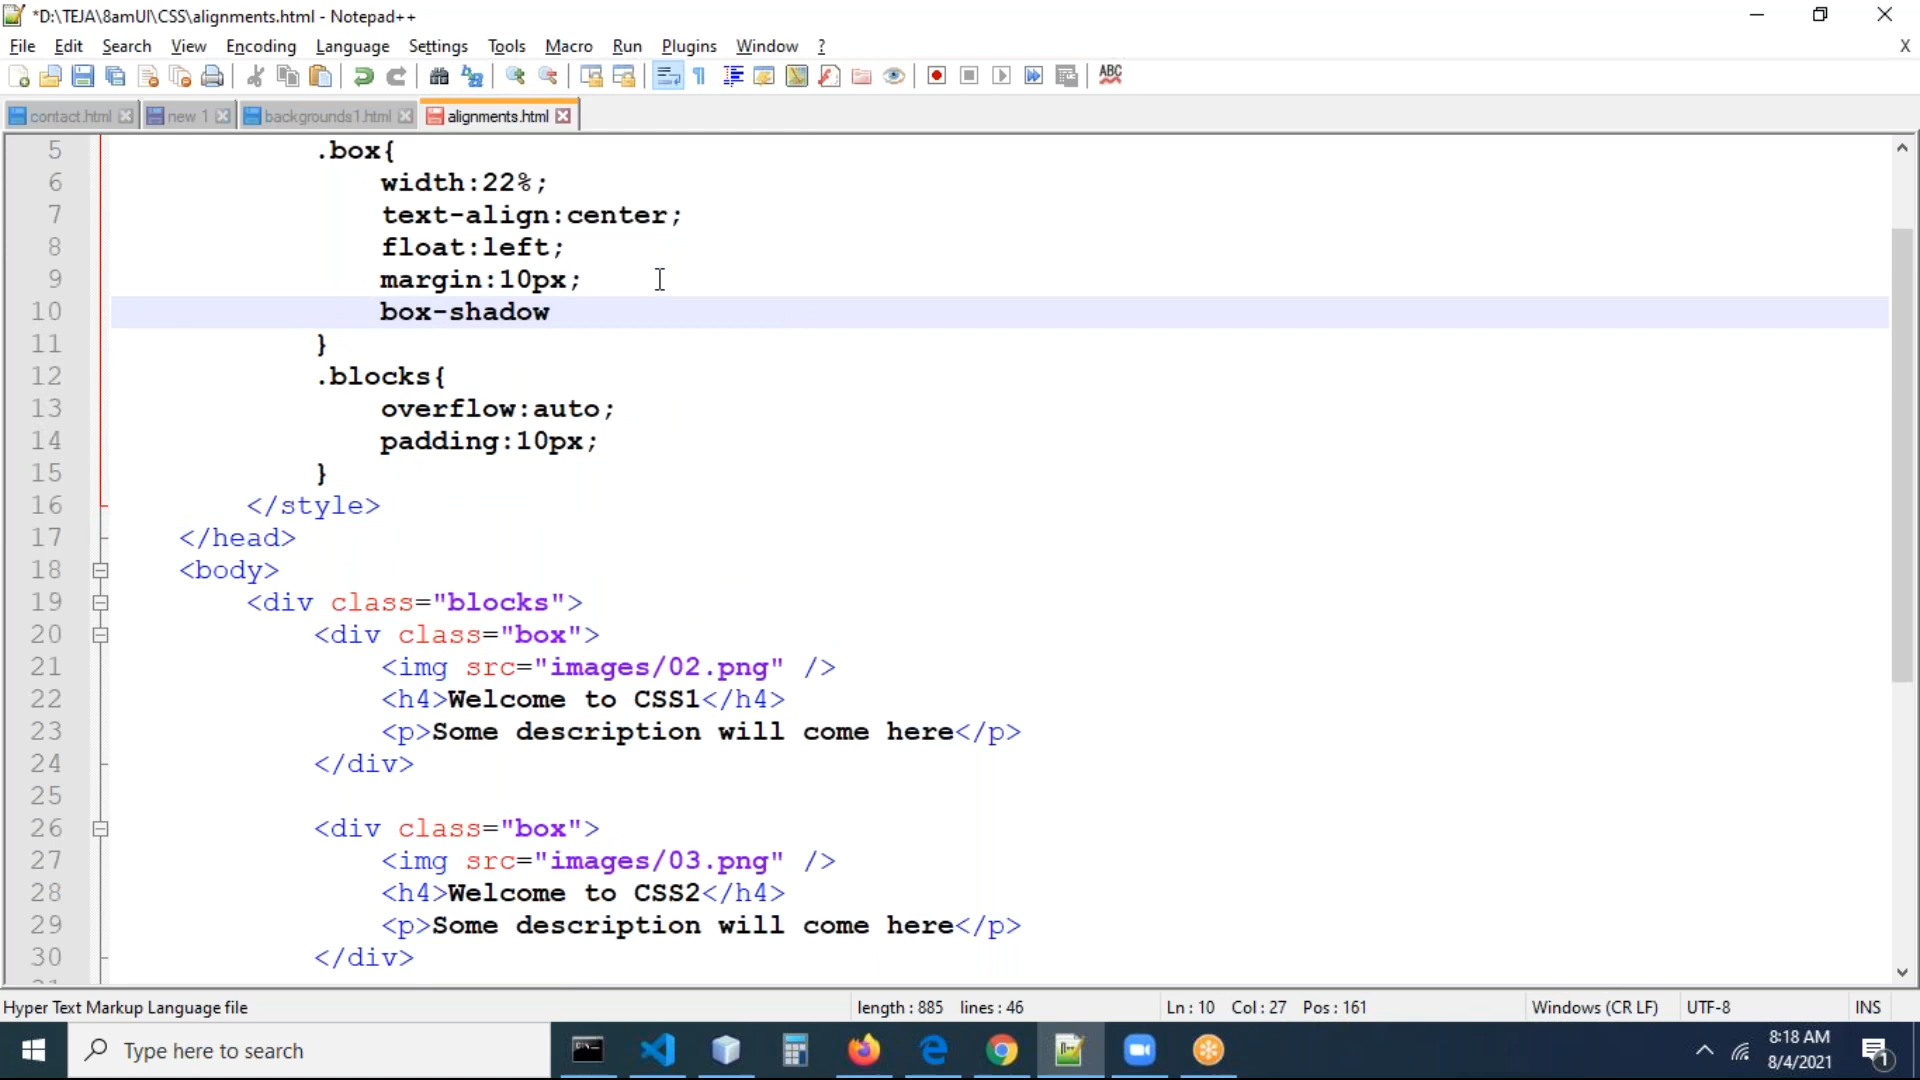 *D:\TEJA\8amUI\CSS\alignments.html - Notepad++
File Edit Search View Encoding Language Settings Tools Macro Run Plugins Window ? X
ABC
contact.html new 1 backgrounds1.html alignments.html
5 .box{
6 width:22%;
7 text-align:center;
8 float:left;
9 margin:10px;
10 box-shadow
11 }
12 .blocks{
13 overflow:auto;
14 padding:10px;
15 }
16 </style>
17 </head>
18 <body>
19 <div class="blocks">
20 <div class="box">
21 <img src="images/02.png" />
22 <h4>Welcome to CSS1</h4>
23 <p>Some description will come here</p>
24 </div>
25
26 <div class="box">
27 <img src="images/03.png" />
28 <h4>Welcome to CSS2</h4>
29 <p>Some description will come here</p>
30 </div>
Hyper Text Markup Language file length : 885 lines : 46 Ln : 10 Col : 27 Pos : 161 Windows (CR LF) UTF-8 INS
Type here to search
8:18 AM
8/4/2021
1